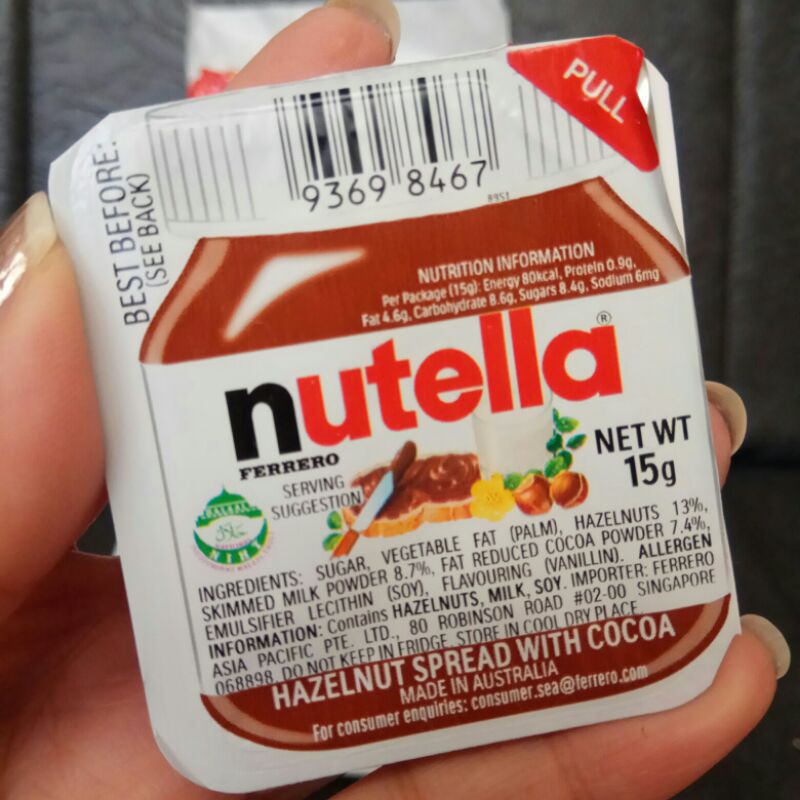 PULL
BEST BEFORE:
(SEE BACK)
9369 8467
8951
NUTRITION INFORMATION
Per Package (15g): Energy 80kcal, Protein 0.9g,
Fat 4.6g, Carbohydrate 8.6g, Sugars 8.4g, Sodium 6mg
nutella®
FERRERO
SERVING
SUGGESTION
NET WT
15g
INGREDIENTS: SUGAR, VEGETABLE FAT (PALM), HAZELNUTS 13%,
SKIMMED MILK POWDER 8.7%, FAT REDUCED COCOA POWDER 7.4%,
EMULSIFIER LECITHIN (SOY), FLAVOURING (VANILLIN). ALLERGEN
INFORMATION: Contains HAZELNUTS, MILK, SOY. IMPORTER: FERRERO
ASIA PACIFIC PTE. LTD., 80 ROBINSON ROAD #02-00 SINGAPORE
068898. DO NOT KEEP IN FRIDGE. STORE IN COOL DRY PLACE
HAZELNUT SPREAD WITH COCOA
MADE IN AUSTRALIA
For consumer enquiries: consumer.sea@ferrero.com